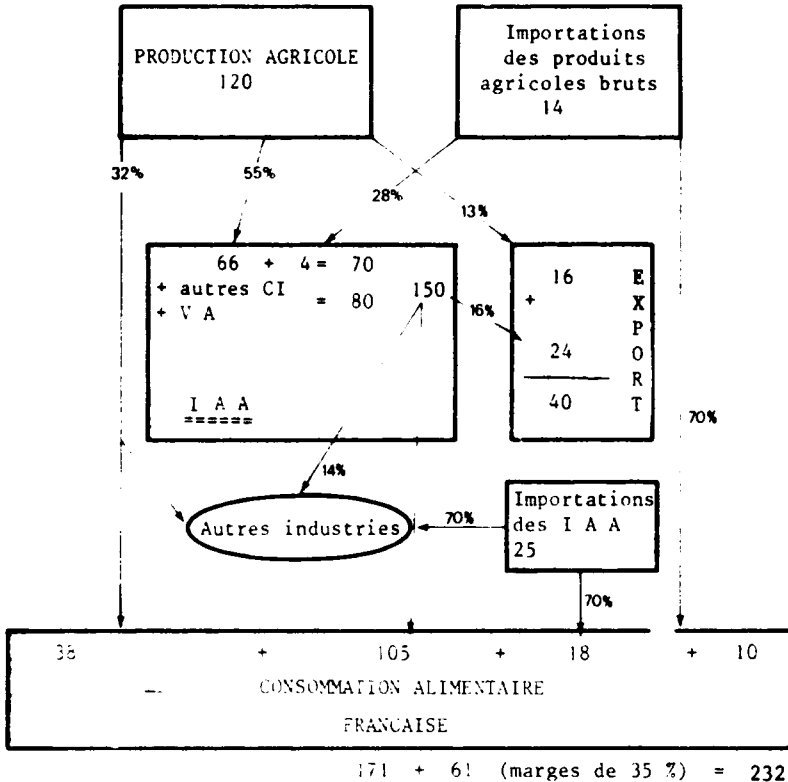 PRODUCTION AGRICOLE
120
Importations
des produits
agricoles bruts
14
32%
55%
28%
13%
66 + 4 = 70
+ autres CI
= 80
+ V A
150
I A A
======
16%
16
+
24
40
EXPORT
70%
14%
Autres industries
70%
Importations
des I A A
25
70%
38 + 105 + 18 + 10
CONSOMMATION ALIMENTAIRE
FRANCAISE
171 + 61 (marges de 35 %) = 232